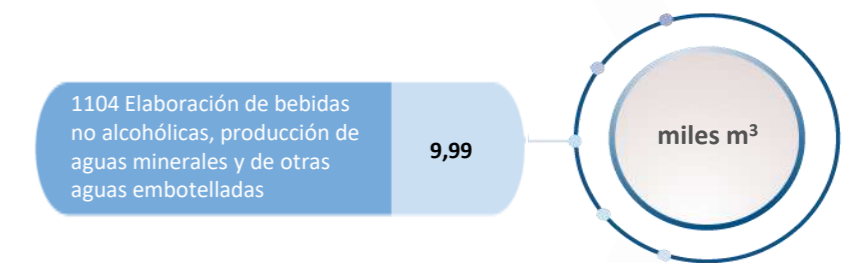 1104 Elaboración de bebidas
no alcohólicas, producción de
aguas minerales y de otras
aguas embotelladas
9,99
miles m³